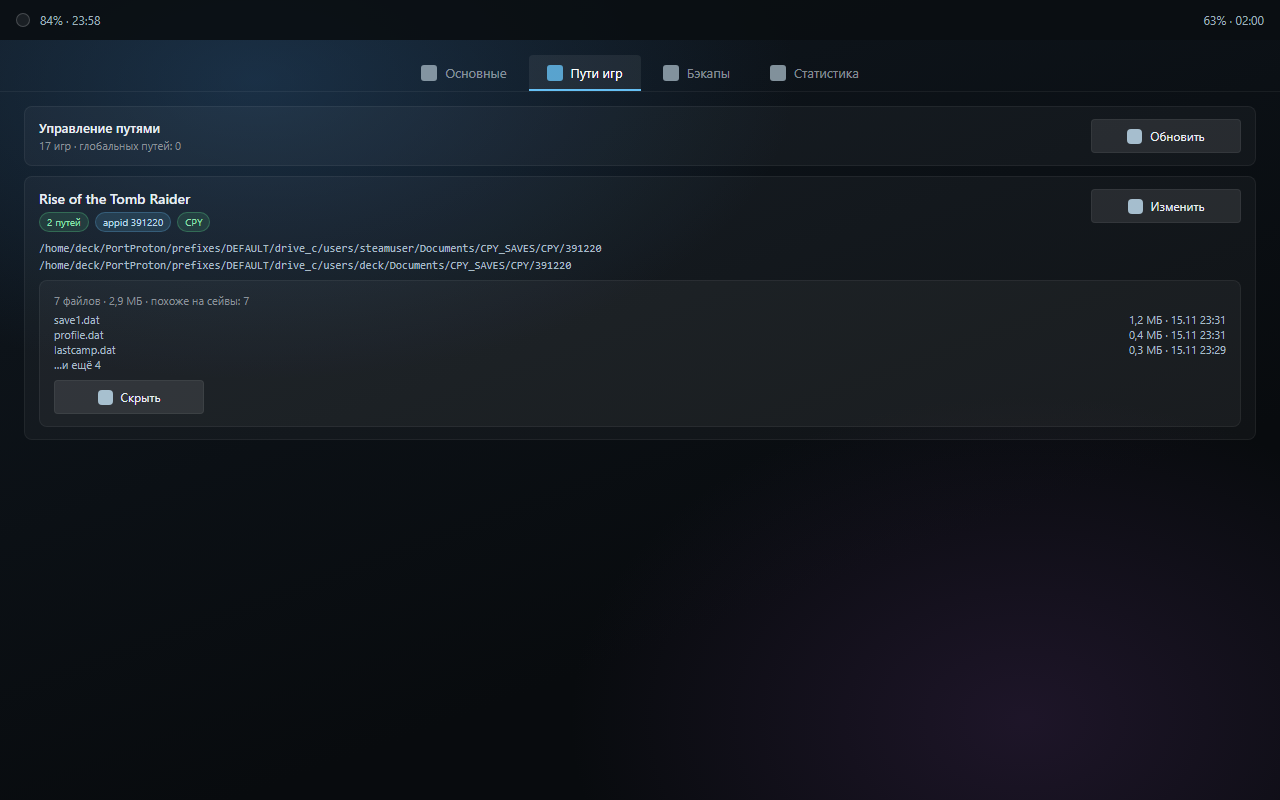 84% · 23:58
63% · 02:00
Основные
Пути игр
Бэкапы
Статистика
Управление путями
17 игр · глобальных путей: 0
Обновить
Rise of the Tomb Raider
Изменить
2 путей
appid 391220
CPY
/home/deck/PortProton/prefixes/DEFAULT/drive_c/users/steamuser/Documents/CPY_SAVES/CPY/391220
/home/deck/PortProton/prefixes/DEFAULT/drive_c/users/deck/Documents/CPY_SAVES/CPY/391220
7 файлов · 2,9 МБ · похоже на сейвы: 7
save1.dat 1,2 МБ · 15.11 23:31
profile.dat 0,4 МБ · 15.11 23:31
lastcamp.dat 0,3 МБ · 15.11 23:29
...и ещё 4
Скрыть